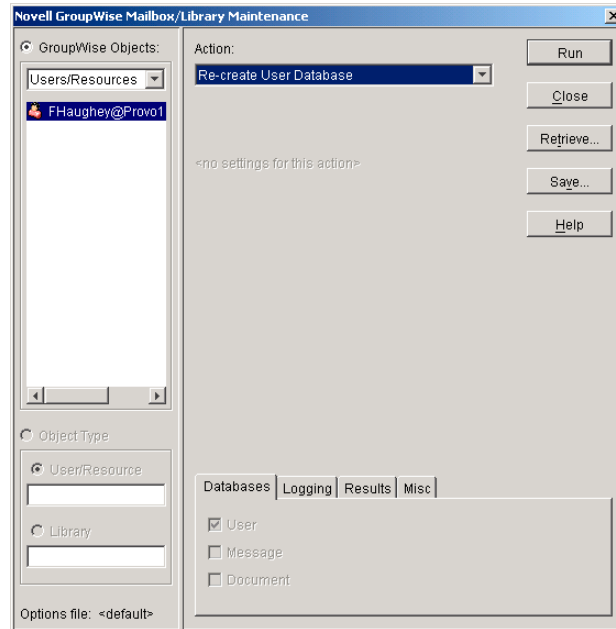 Novell GroupWise Mailbox/Library Maintenance
GroupWise Objects:
Users/Resources
FHaughey@Provo1
Object Type
User/Resource
Library
Options file: <default>
Action:
Re-create User Database
<no settings for this action>
Databases
Logging
Results
Misc
User
Message
Document
Run
Close
Retrieve...
Save...
Help